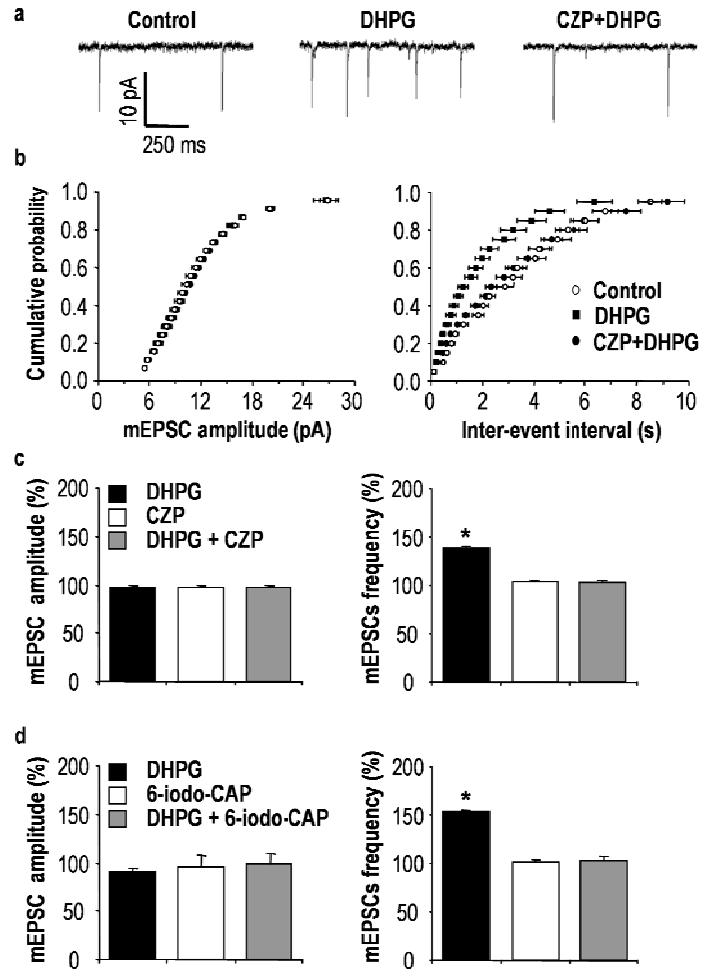 a
Control
DHPG
CZP+DHPG
10 pA
250 ms
b
Cumulative probability
1.0
0.8
0.6
0.4
0.2
0.0
0 6 12 18 24 30
mEPSC amplitude (pA)
1.0
0.8
0.6
0.4
0.2
0.0
0 2 4 6 8 10
Inter-event interval (s)
Control
DHPG
CZP+DHPG
c
mEPSC amplitude (%)
200
150
100
50
0
DHPG
CZP
DHPG + CZP
mEPSCs frequency (%)
200
150
100
50
0
*
d
mEPSC amplitude (%)
200
150
100
50
0
DHPG
6-iodo-CAP
DHPG + 6-iodo-CAP
mEPSCs frequency (%)
200
150
100
50
0
*